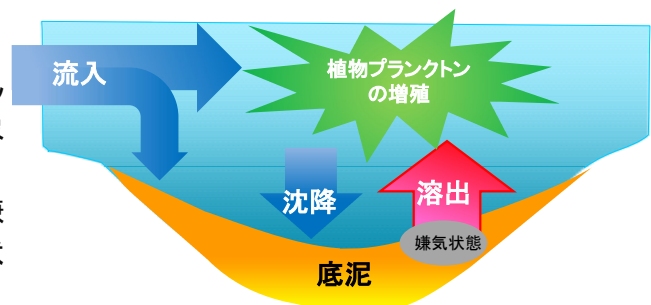 流入
植物プランクトン
の増殖
沈降
溶出
嫌気状態
底泥